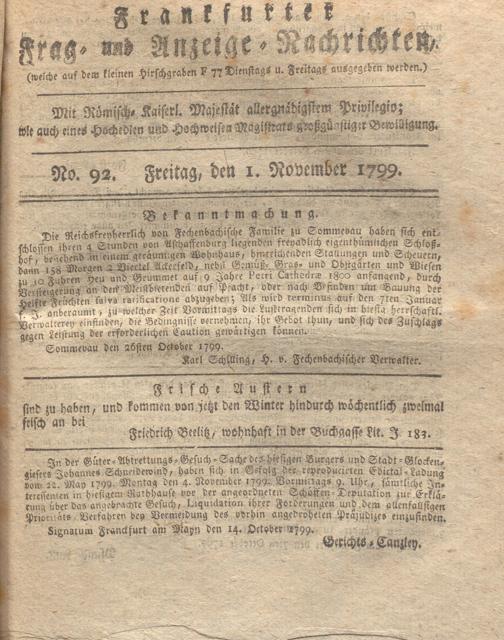 Frankfurter
Frag- und Anzeige-Nachrichten,
(welche auf dem kleinen Hirschgraben F 77 Dienstags u. Freitags ausgegeben werden.)
Mit Römisch-Kaiserl. Majestät allergnädigstem Privilegio;
wie auch eines Hochedlen und Hochweisen Magistrats großgünstiger Bewilligung.
No. 92. Freitag, den 1. November 1799.
Bekanntmachung.
Die Reichsfreyherrlich von Fechenbachische Familie zu Sommerau haben sich ent-
schlossen ihren 4 Stunden von Aschaffenburg liegenden freyadlich eigenthümlichen Schloß-
hof, bestehend in einem geräumigen Wohnhaus, hinreichenden Stallungen und Scheuern,
dann 158 Morgen 2 Viertel Ackerfeld, nebst Gemüß- Gras- und Obstgärten und Wiesen
zu 10 Fuhren Heu und Grummet auf 9 Jahre Petri Cathedrä 1800 anfangend, durch
Versteigerung an den Meistbietenden auf Pfacht, oder nach Befinden um Bauung der
Helfte Früchten salva ratificatione abzugeben; Als wird terminus auf den 7ten Januar
f. J. anberaumt, zu welcher Zeit Vormittags die Lusttragenden sich in hiesig herrschaftl.
Verwalterey einfinden, die Bedingnisse vernehmen, ihr Gebot thun, und sich des Zuschlags
gegen Leistung der erforderlichen Caution gewärtigen können.
Sommerau den 26sten October 1799.
Karl Schilling, H. v. Fechenbachischer Verwalter.
Frische Austern
sind zu haben, und kommen von jetzt den Winter hindurch wöchentlich zweimal
frisch an bei
Friedrich Beelitz, wohnhaft in der Buchgasse Lit. J 183.
In der Güter-Abtrettungs-Gesuch-Sache des hiesigen Burgers und Stadt-Glocken-
giesers Johannes Schneidewind, haben sich in Gefolg der reproducirten Edictal-Ladung
vom 22. May 1799. Montag den 4. November 1799. Vormittags 9. Uhr, sämtliche In-
teressenten in hiesigem Rathhause vor der angeordneten Schöffen-Deputation zur Erklä-
rung über das angebrachte Gesuch, Liquidation ihrer Forderungen und dem allenfallsigen
Prioritäts-Verfahren bey Vermeidung des vorhin angedroheten Präjudizes einzufinden.
Signatum Frankfurt am Mayn den 14. October 1799.
Gerichts-Canzley.